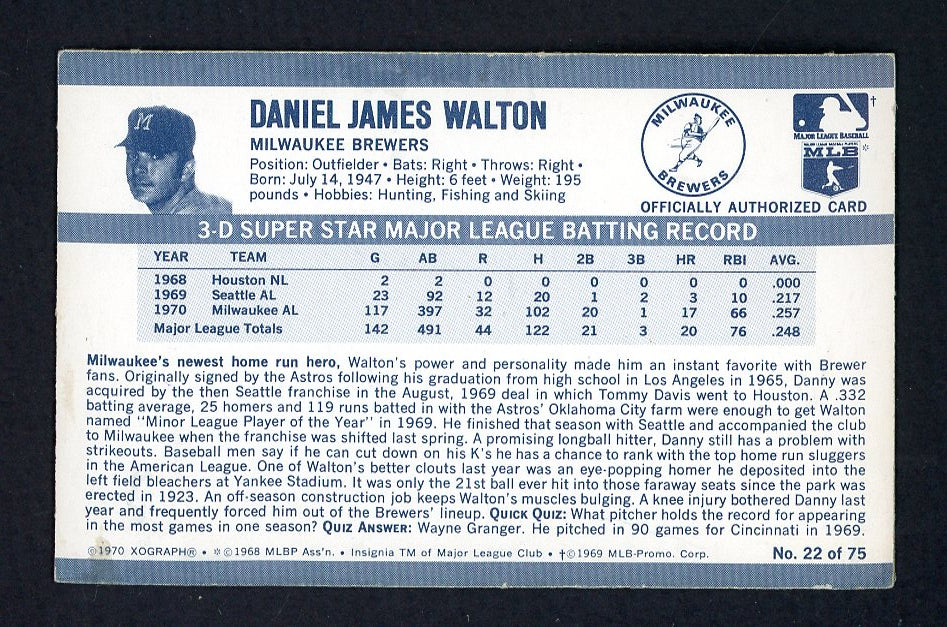 M
DANIEL JAMES WALTON
MILWAUKEE BREWERS
Position: Outfielder • Bats: Right • Throws: Right •
Born: July 14, 1947 • Height: 6 feet • Weight: 195
pounds • Hobbies: Hunting, Fishing and Skiing
MILWAUKEE
BREWERS
†
MAJOR LEAGUE BASEBALL
MAJOR LEAGUE BASEBALL PLAYERS
MLB *
OFFICIALLY AUTHORIZED CARD
3-D SUPER STAR MAJOR LEAGUE BATTING RECORD
YEAR TEAM G AB R H 2B 3B HR RBI AVG.
1968 Houston NL 2 2 0 0 0 0 0 0 .000
1969 Seattle AL 23 92 12 20 1 2 3 10 .217
1970 Milwaukee AL 117 397 32 102 20 1 17 66 .257
Major League Totals 142 491 44 122 21 3 20 76 .248
Milwaukee's newest home run hero, Walton's power and personality made him an instant favorite with Brewer
fans. Originally signed by the Astros following his graduation from high school in Los Angeles in 1965, Danny was
acquired by the then Seattle franchise in the August, 1969 deal in which Tommy Davis went to Houston. A .332
batting average, 25 homers and 119 runs batted in with the Astros' Oklahoma City farm were enough to get Walton
named "Minor League Player of the Year" in 1969. He finished that season with Seattle and accompanied the club
to Milwaukee when the franchise was shifted last spring. A promising longball hitter, Danny still has a problem with
strikeouts. Baseball men say if he can cut down on his K's he has a chance to rank with the top home run sluggers
in the American League. One of Walton's better clouts last year was an eye-popping homer he deposited into the
left field bleachers at Yankee Stadium. It was only the 21st ball ever hit into those faraway seats since the park was
erected in 1923. An off-season construction job keeps Walton's muscles bulging. A knee injury bothered Danny last
year and frequently forced him out of the Brewers' lineup. QUICK QUIZ: What pitcher holds the record for appearing
in the most games in one season? QUIZ ANSWER: Wayne Granger. He pitched in 90 games for Cincinnati in 1969.
©1970 XOGRAPH® • *©1968 MLBP Ass'n. • Insignia TM of Major League Club • †©1969 MLB-Promo. Corp. No. 22 of 75